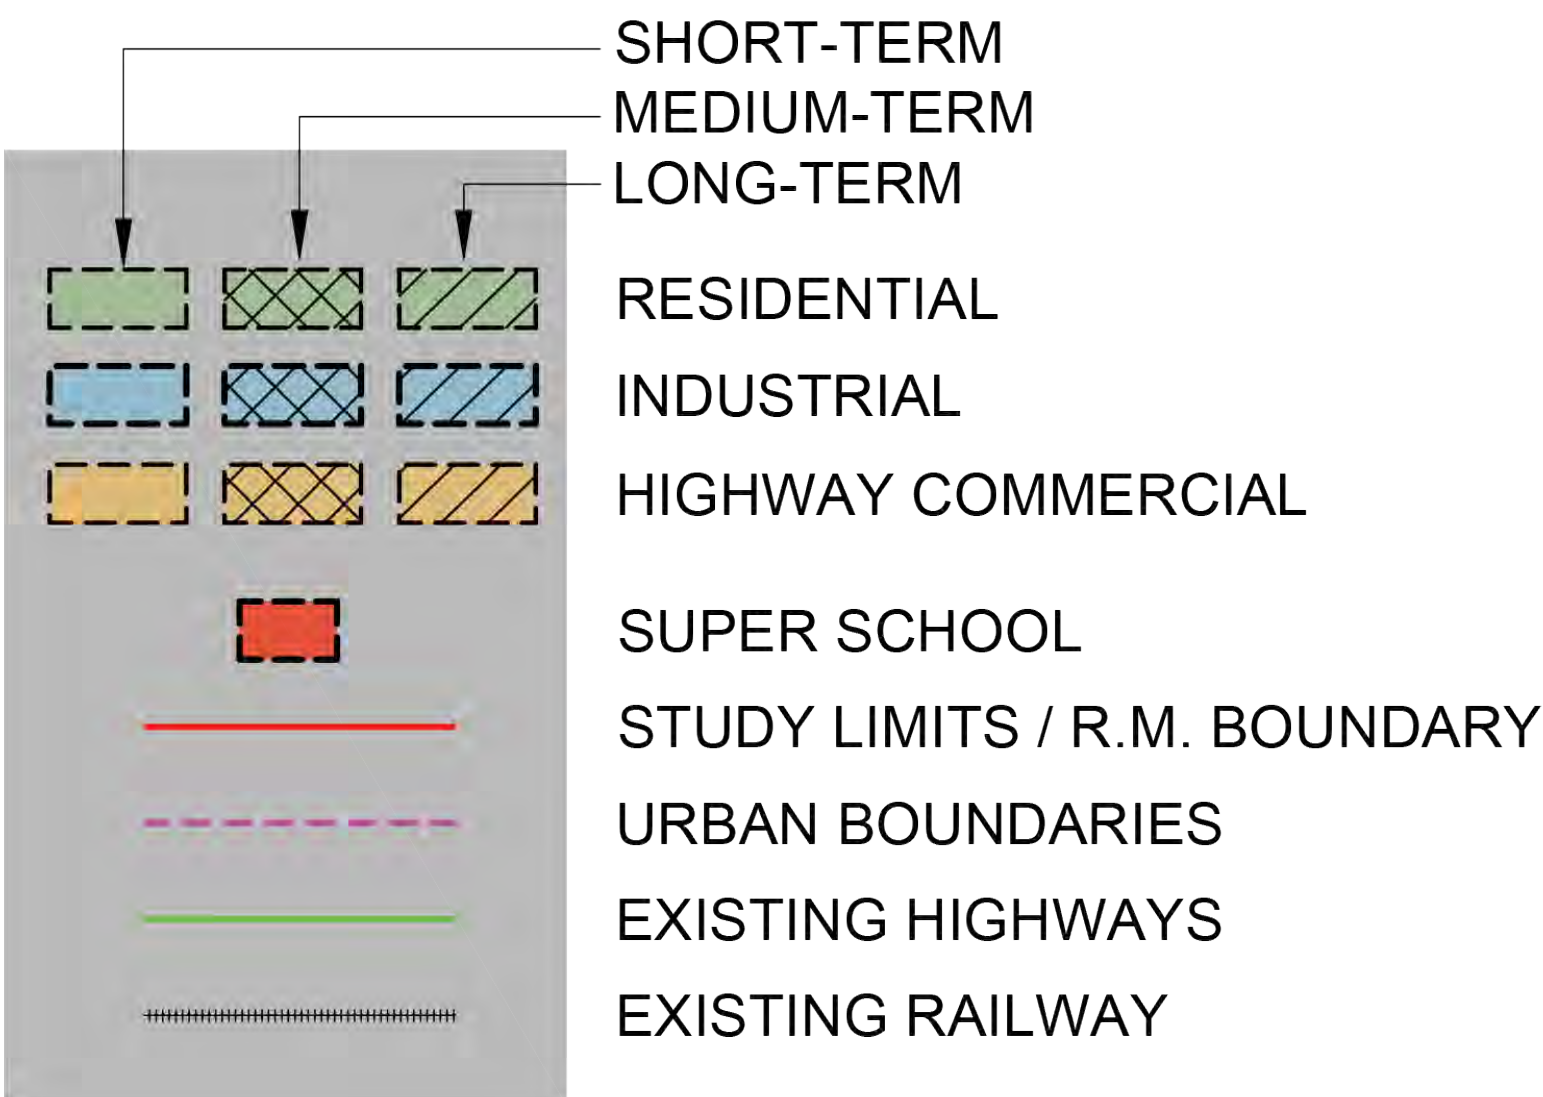 SHORT-TERM
MEDIUM-TERM
LONG-TERM
RESIDENTIAL
INDUSTRIAL
HIGHWAY COMMERCIAL
SUPER SCHOOL
STUDY LIMITS / R.M. BOUNDARY
URBAN BOUNDARIES
EXISTING HIGHWAYS
EXISTING RAILWAY